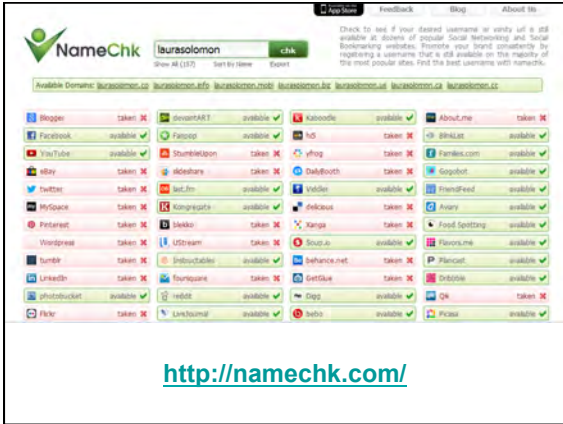 App Store Feedback Blog About Us
Check to see if your desired username or vanity url is still
available at dozens of popular Social Networking and Social
Bookmarking websites. Promote your brand consistently by
registering a username that is still available on the majority of
the most popular sites. Find the best username with namechk.
NameChk laurasolomon chk
Show All (157) Sort by Name Export
Available Domains: laurasolomon.co laurasolomon.info laurasolomon.mobi laurasolomon.biz laurasolomon.us laurasolomon.ca laurasolomon.cc
Blogger taken deviantART available Kaboodle available About.me taken
Facebook available Fanpop available hi5 taken BlinkList available
YouTube available StumbleUpon taken yfrog taken Families.com available
eBay taken slideshare taken DailyBooth taken Gogobot available
twitter taken last.fm taken Viddler available FriendFeed available
MySpace taken Kongregate available delicious taken Aviary available
Pinterest taken blekko taken Xanga taken Food Spotting available
Wordpress taken UStream taken Soup.io available Flavors.me available
tumblr taken Instructables available behance.net taken Plancast available
LinkedIn taken foursquare taken GetGlue taken Dribbble available
photobucket available reddit available Digg available Qik taken
Flickr taken LiveJournal available bebo available Picasa available
http://namechk.com/